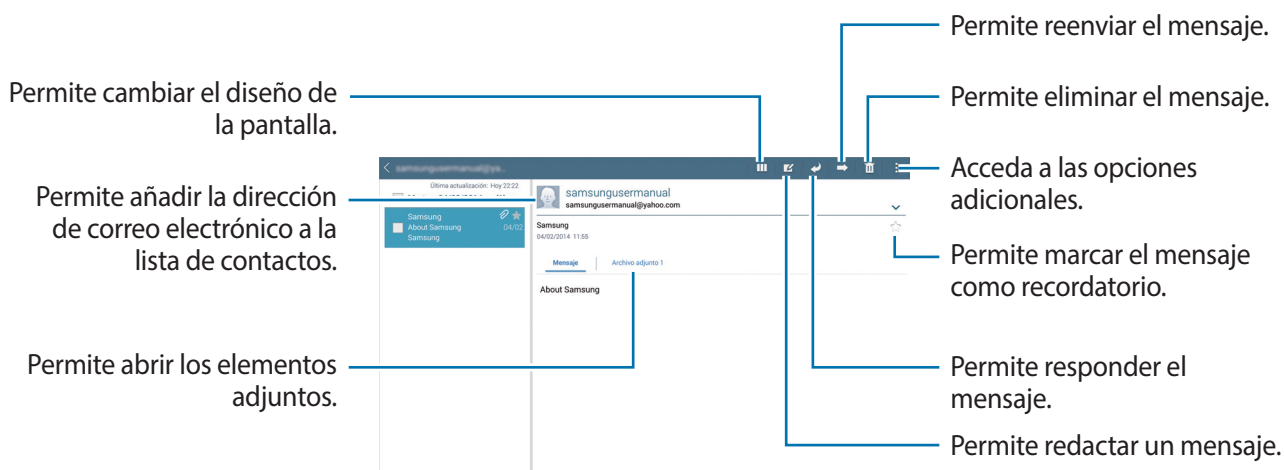 Permite reenviar el mensaje.
Permite cambiar el diseño de
la pantalla.
Permite eliminar el mensaje.
Acceda a las opciones
adicionales.
Permite añadir la dirección
de correo electrónico a la
lista de contactos.
Última actualización: Hoy 22:22
Samsung
About Samsung
04/02
Samsung
samsungusermanual
samsungusermanual@yahoo.com
Samsung
04/02/2014 11:55
Mensaje
Archivo adjunto 1
About Samsung
Permite marcar el mensaje
como recordatorio.
Permite abrir los elementos
adjuntos.
Permite responder el
mensaje.
Permite redactar un mensaje.